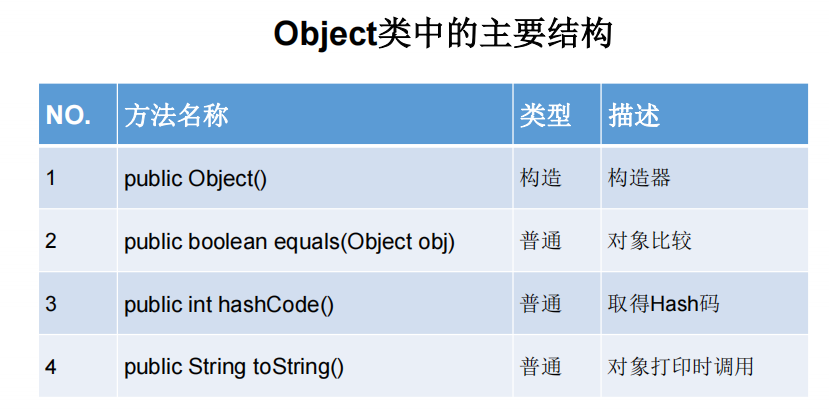 Object类中的主要结构
NO. 方法名称 类型 描述
1 public Object() 构造 构造器
2 public boolean equals(Object obj) 普通 对象比较
3 public int hashCode() 普通 取得Hash码
4 public String toString() 普通 对象打印时调用